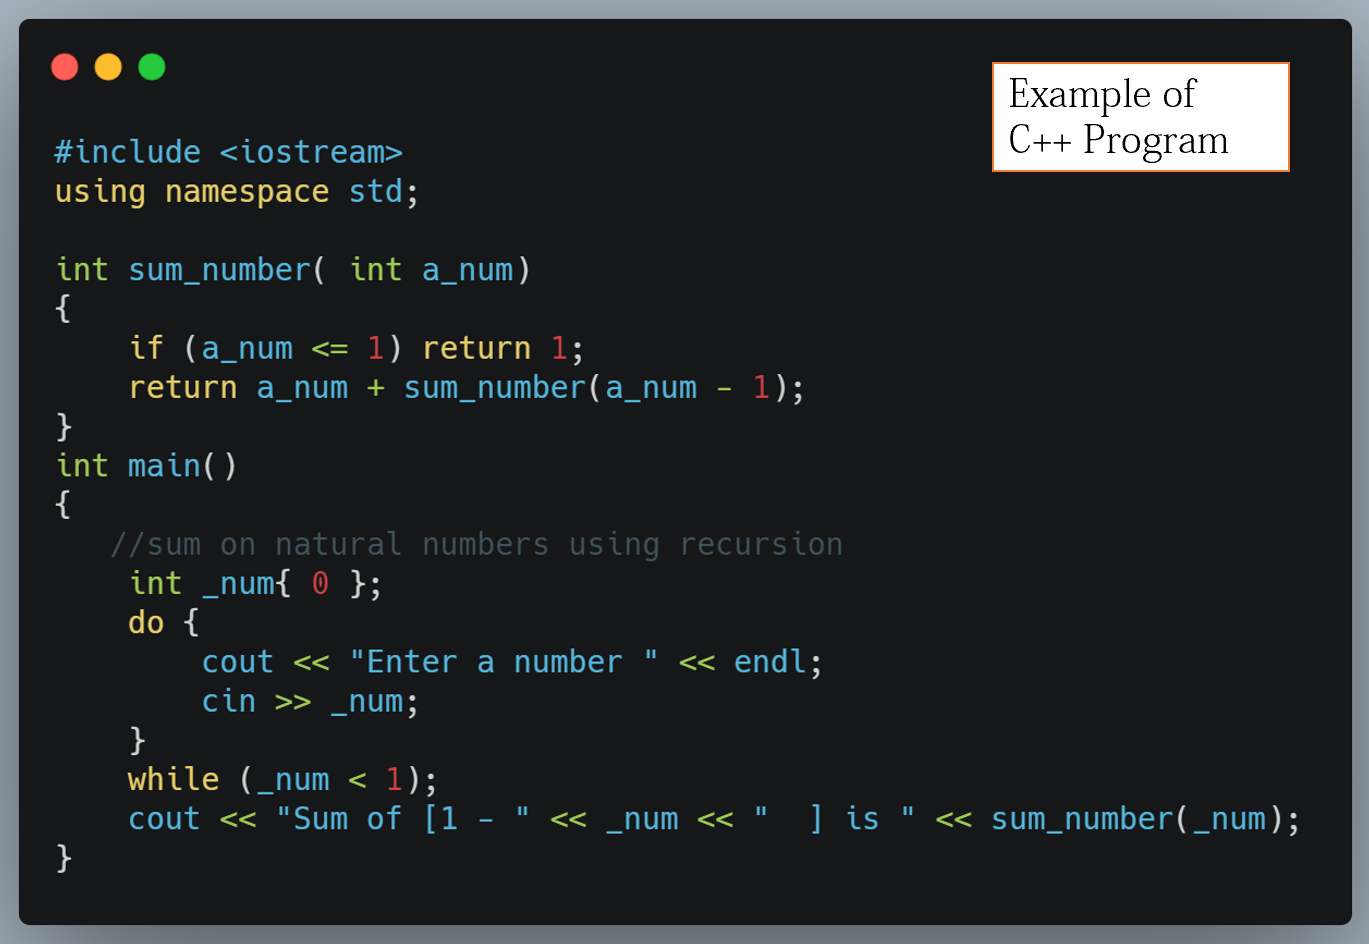 Example of
C++ Program
#include <iostream>
using namespace std;

int sum_number( int a_num)
{
    if (a_num <= 1) return 1;
    return a_num + sum_number(a_num - 1);
}
int main()
{
   //sum on natural numbers using recursion
    int _num{ 0 };
    do {
        cout << "Enter a number " << endl;
        cin >> _num;
    }
    while (_num < 1);
    cout << "Sum of [1 - " << _num << "  ] is " << sum_number(_num);
}